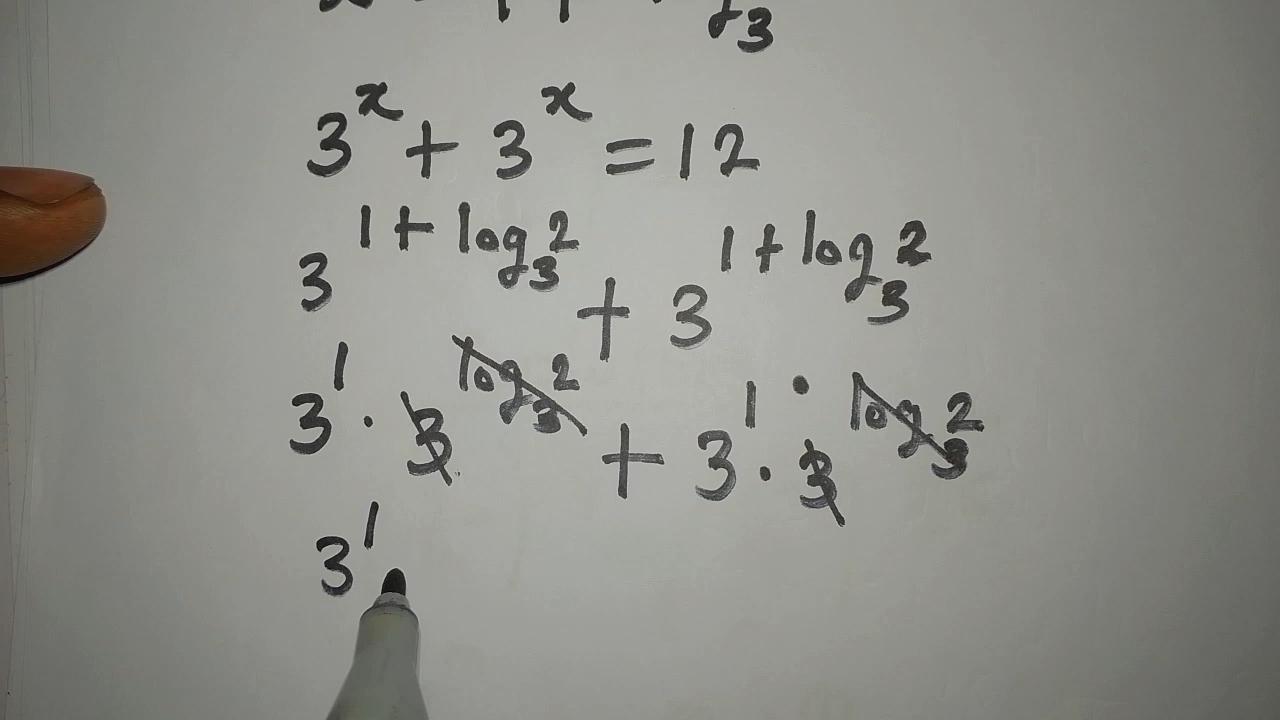 3^x + 3^x = 12
3^{1 + log_3 2} + 3^{1 + log_3 2}
3^1 · 3^{log_3 2} + 3^1 · 3^{log_3 2}
3^1